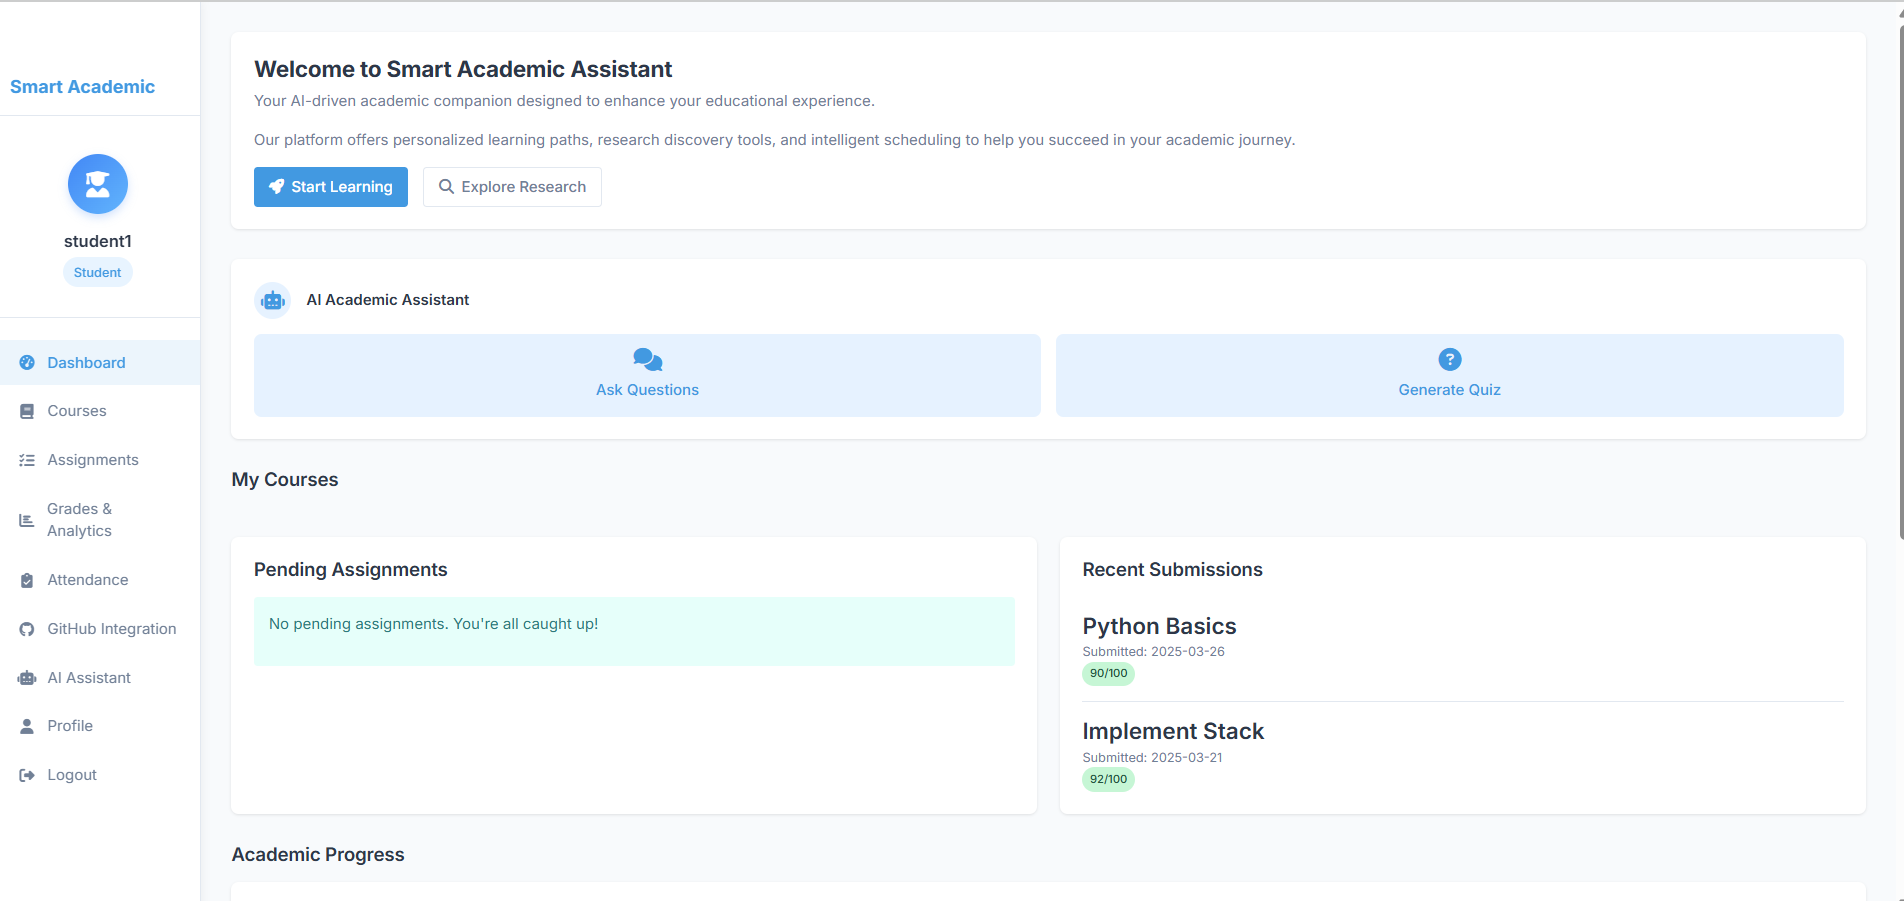 Smart Academic
student1
Student
Dashboard
Courses
Assignments
Grades &
Analytics
Attendance
GitHub Integration
AI Assistant
Profile
Logout
Welcome to Smart Academic Assistant
Your AI-driven academic companion designed to enhance your educational experience.
Our platform offers personalized learning paths, research discovery tools, and intelligent scheduling to help you succeed in your academic journey.
Start Learning
Explore Research
AI Academic Assistant
Ask Questions
Generate Quiz
My Courses
Pending Assignments
No pending assignments. You're all caught up!
Recent Submissions
Python Basics
Submitted: 2025-03-26
90/100
Implement Stack
Submitted: 2025-03-21
92/100
Academic Progress